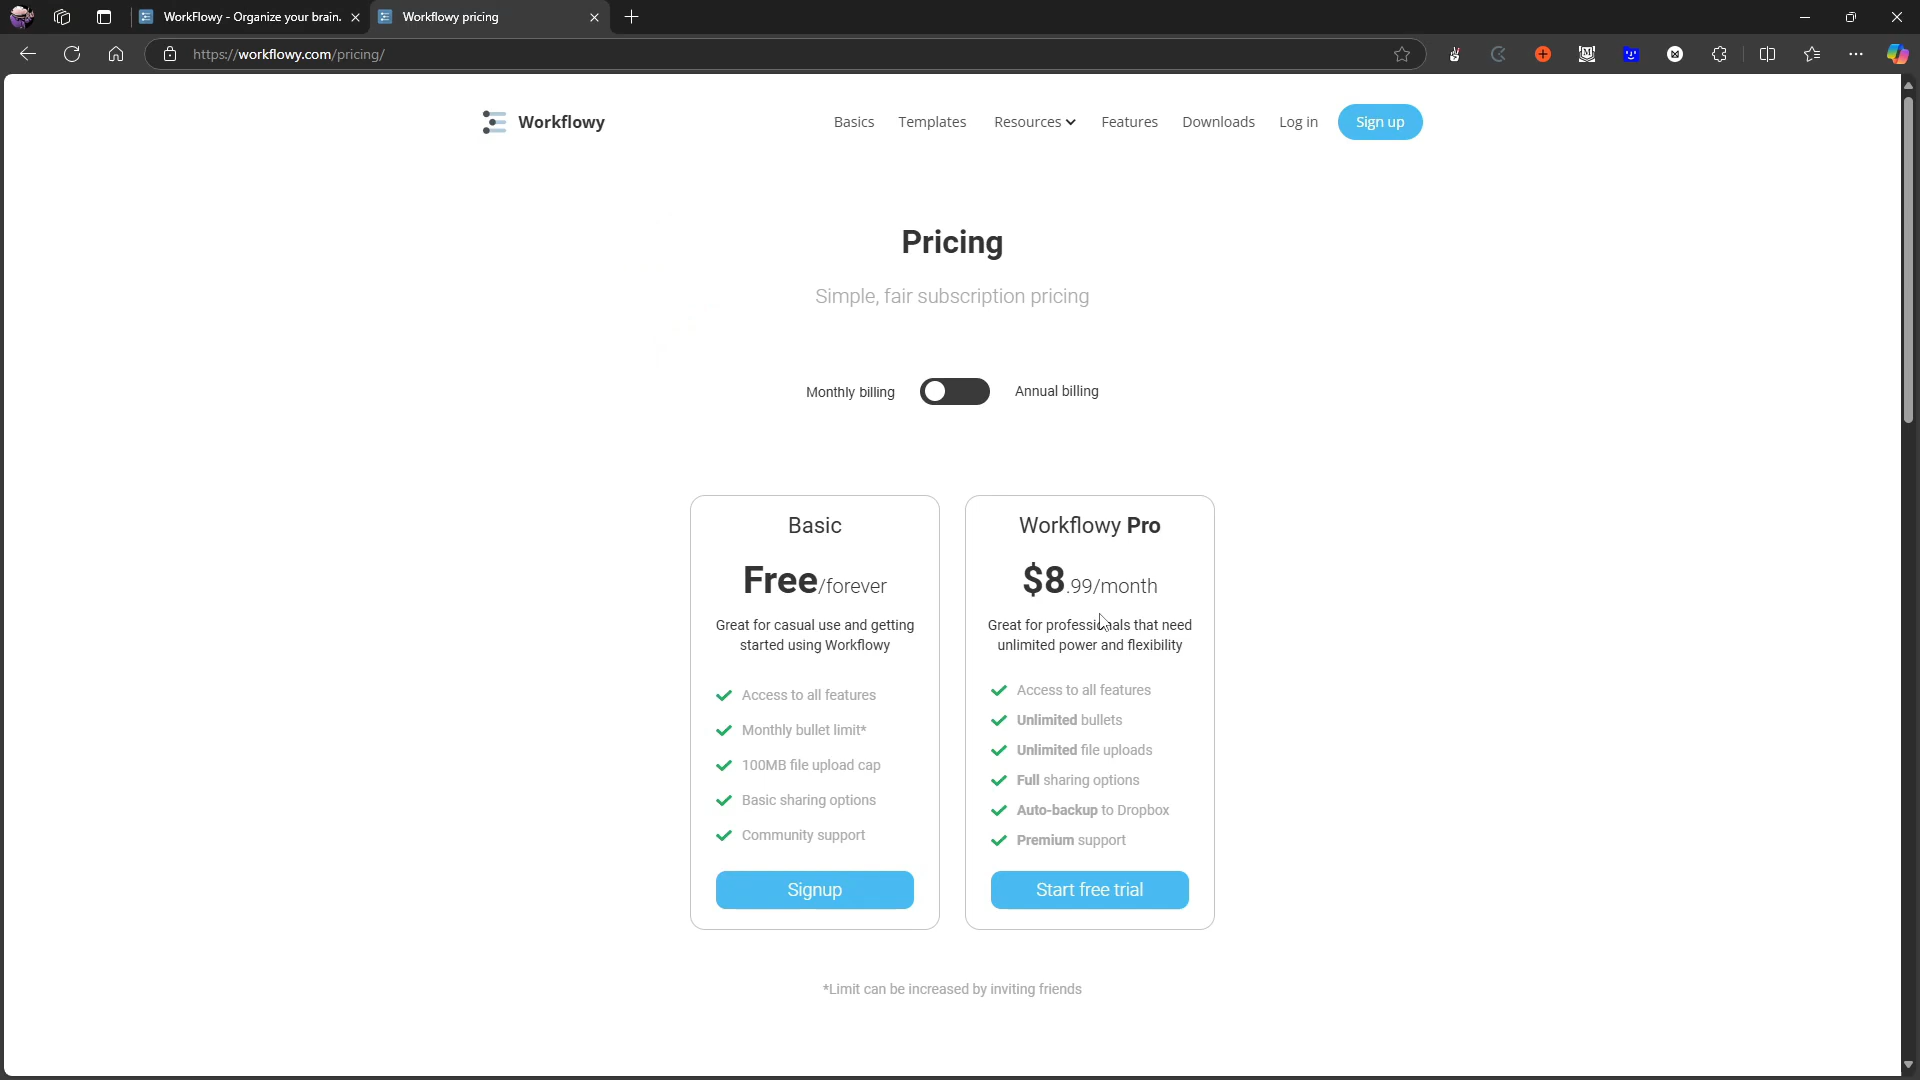 WorkFlowy - Organize your brain.
Workflowy pricing
https://workflowy.com/pricing/
Workflowy
Basics
Templates
Resources
Features
Downloads
Log in
Sign up
Pricing
Simple, fair subscription pricing
Monthly billing
Annual billing
Basic
Free/forever
Great for casual use and getting
started using Workflowy
Access to all features
Monthly bullet limit*
100MB file upload cap
Basic sharing options
Community support
Signup
Workflowy Pro
$8.99/month
Great for professionals that need
unlimited power and flexibility
Access to all features
Unlimited bullets
Unlimited file uploads
Full sharing options
Auto-backup to Dropbox
Premium support
Start free trial
*Limit can be increased by inviting friends